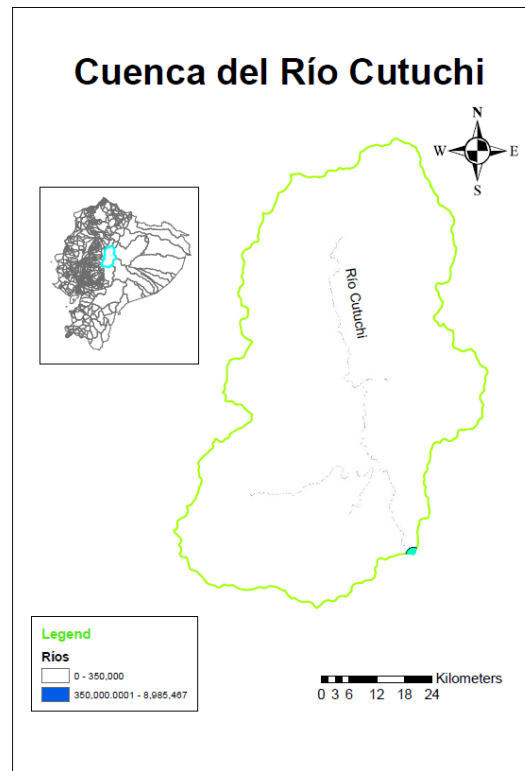 Cuenca del Río Cutuchi
N
W E
S
Río Cutuchi
Legend
Ríos
0 - 350,000
350,000.0001 - 8,985,467
Kilometers
0 3 6 12 18 24